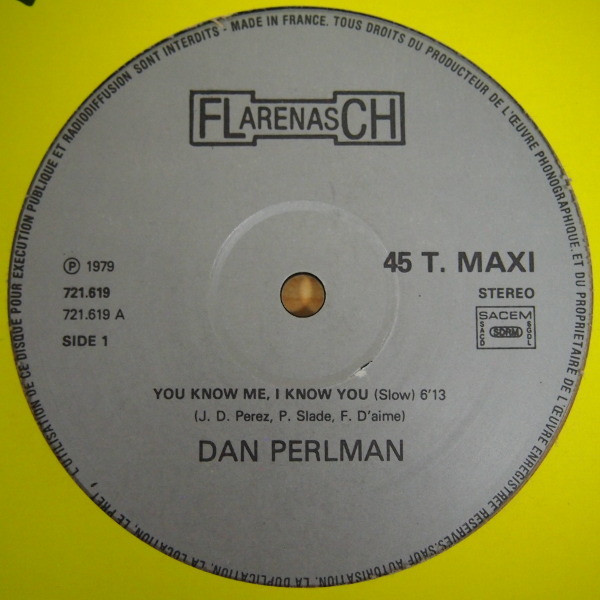 MADE IN FRANCE. TOUS DROITS DU PRODUCTEUR DE L'ŒUVRE PHONOGRAPHIQUE ET DU PROPRIETAIRE DE L'ŒUVRE ENREGISTREE RESERVES. SAUF AUTORISATION, LA DUPLICATION, LA LOCATION, LE PRET, L'UTILISATION DE CE DISQUE POUR EXECUTION PUBLIQUE ET RADIODIFFUSION SONT INTERDITS -
FLARENASCH
℗ 1979
45 T. MAXI
721.619
STEREO
721.619 A
SACEM
SACD SDRM SGDL
SIDE 1
YOU KNOW ME, I KNOW YOU (Slow) 6'13
(J. D. Perez, P. Slade, F. D'aime)
DAN PERLMAN